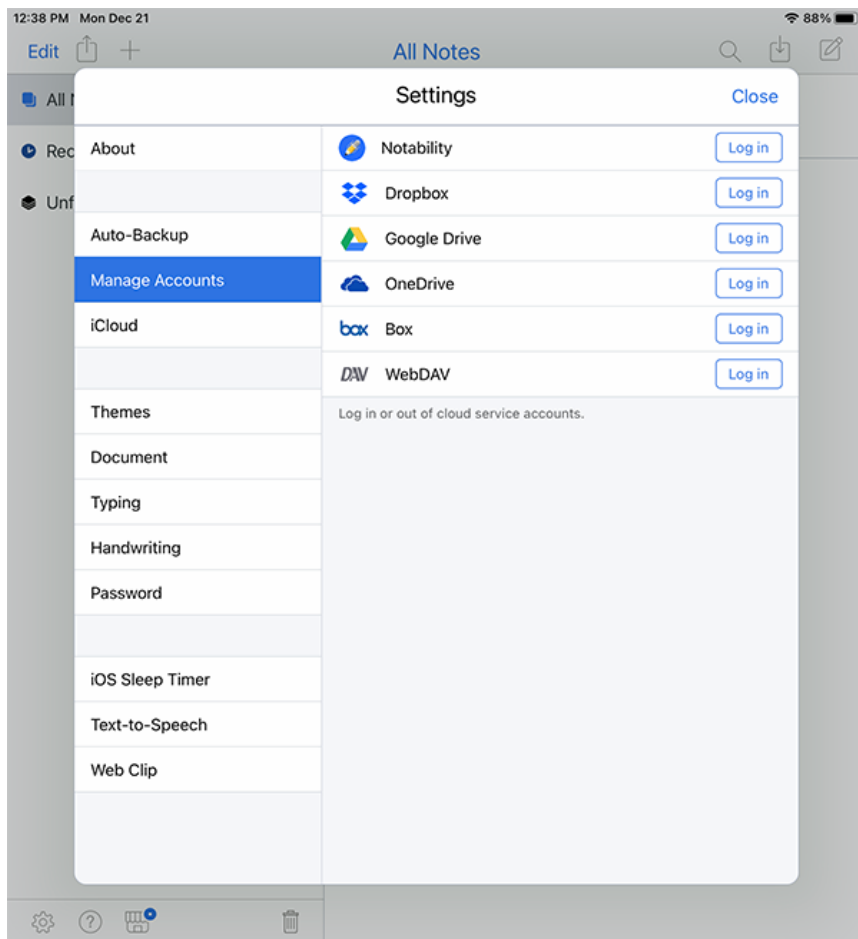 12:38 PM Mon Dec 21 88%
Edit All Notes
Settings Close
All
Rec
Unf
About
Auto-Backup
Manage Accounts
iCloud
Themes
Document
Typing
Handwriting
Password
iOS Sleep Timer
Text-to-Speech
Web Clip
Notability Log in
Dropbox Log in
Google Drive Log in
OneDrive Log in
box Box Log in
DAV WebDAV Log in
Log in or out of cloud service accounts.